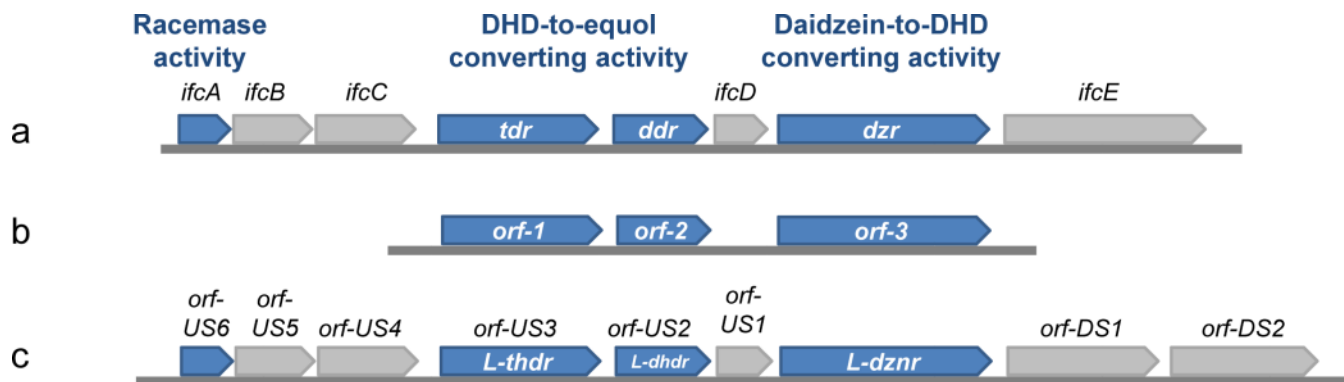 Racemase
activity
DHD-to-equol
converting activity
Daidzein-to-DHD
converting activity
ifcA
ifcB
ifcC
ifcD
ifcE
a
tdr
ddr
dzr
b
orf-1
orf-2
orf-3
orf-
US6
orf-
US5
orf-US4
orf-US3
orf-US2
orf-
US1
orf-DS1
orf-DS2
c
L-thdr
L-dhdr
L-dznr